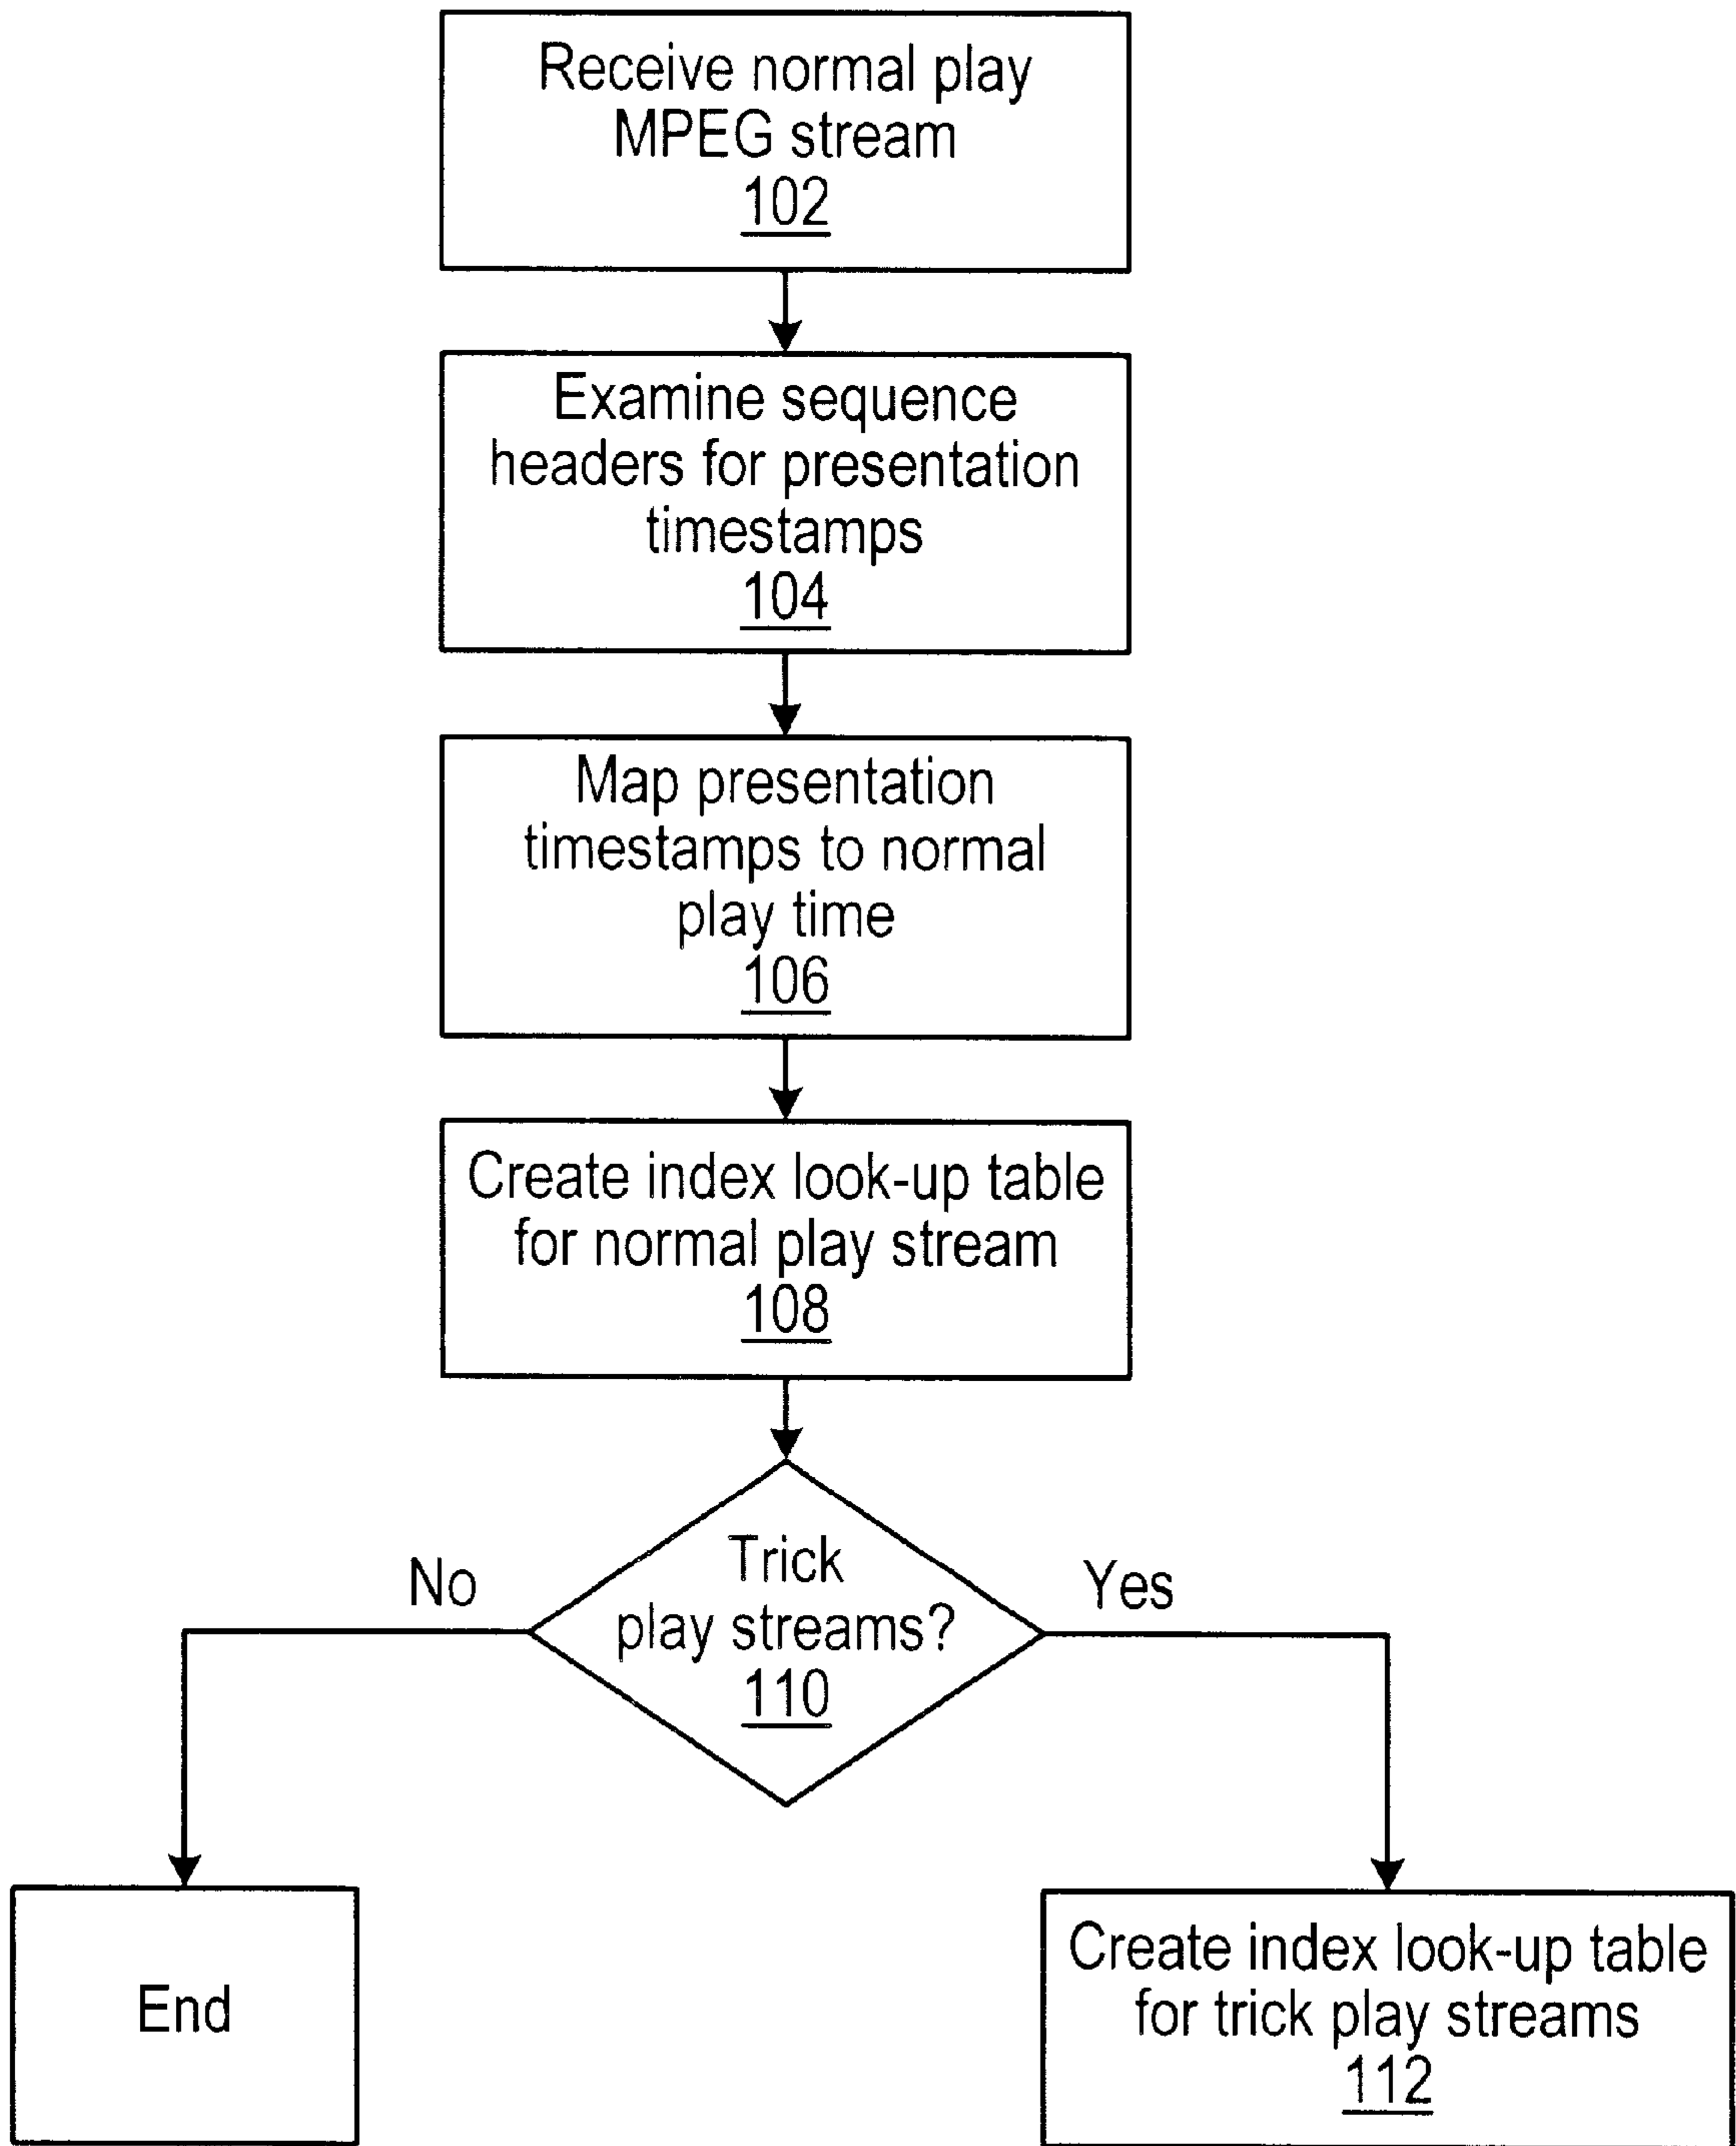 Receive normal play
MPEG stream
102
Examine sequence
headers for presentation
timestamps
104
Map presentation
timestamps to normal
play time
106
Create index look-up table
for normal play stream
108
Trick
play streams?
110
No
Yes
End
Create index look-up table
for trick play streams
112